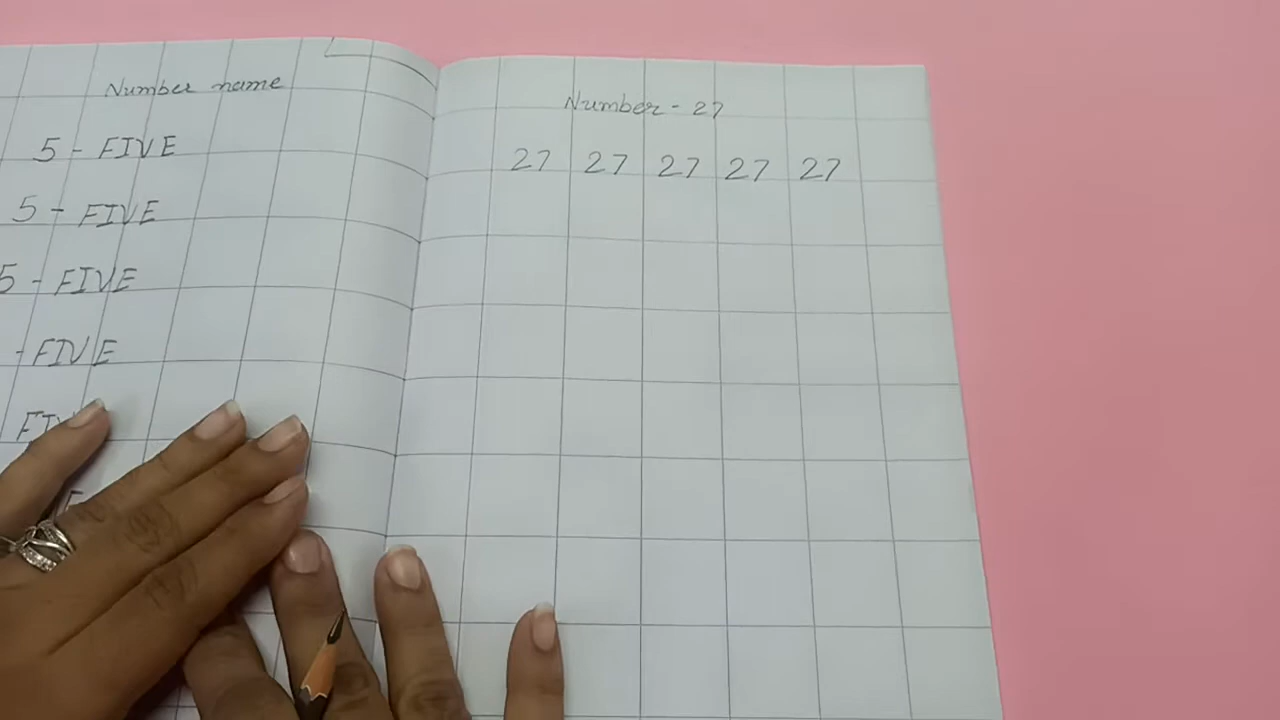 Number name
5 - FIVE
5 - FIVE
5 - FIVE
- FIVE
Number - 27
27 27 27 27 27